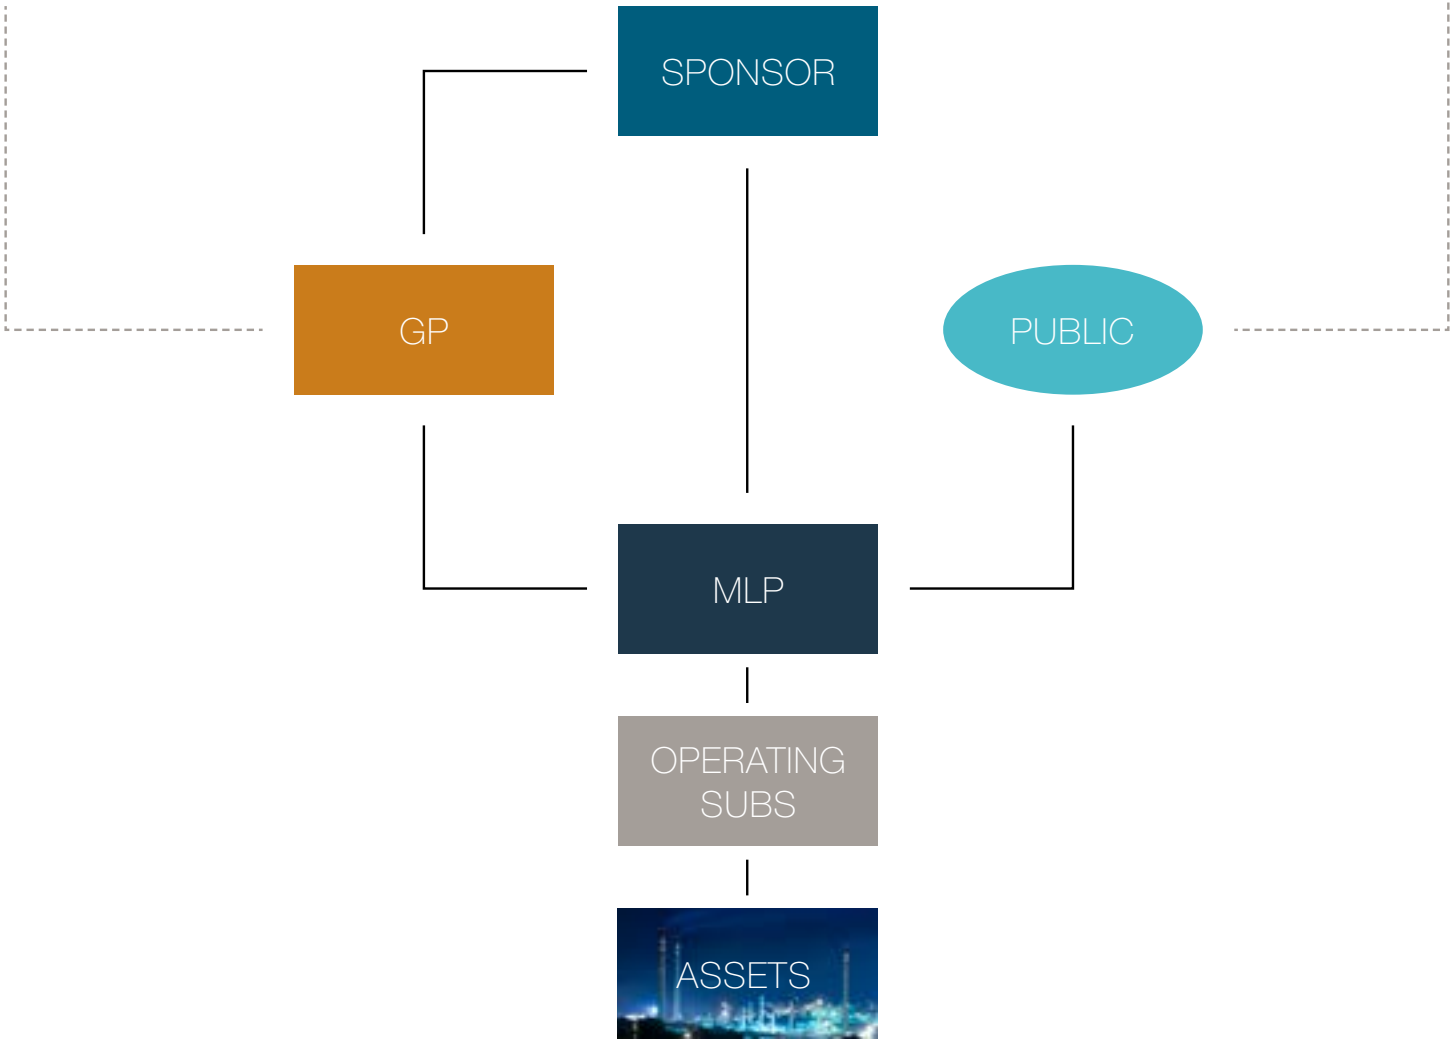 SPONSOR
GP
PUBLIC
MLP
OPERATING
SUBS
ASSETS